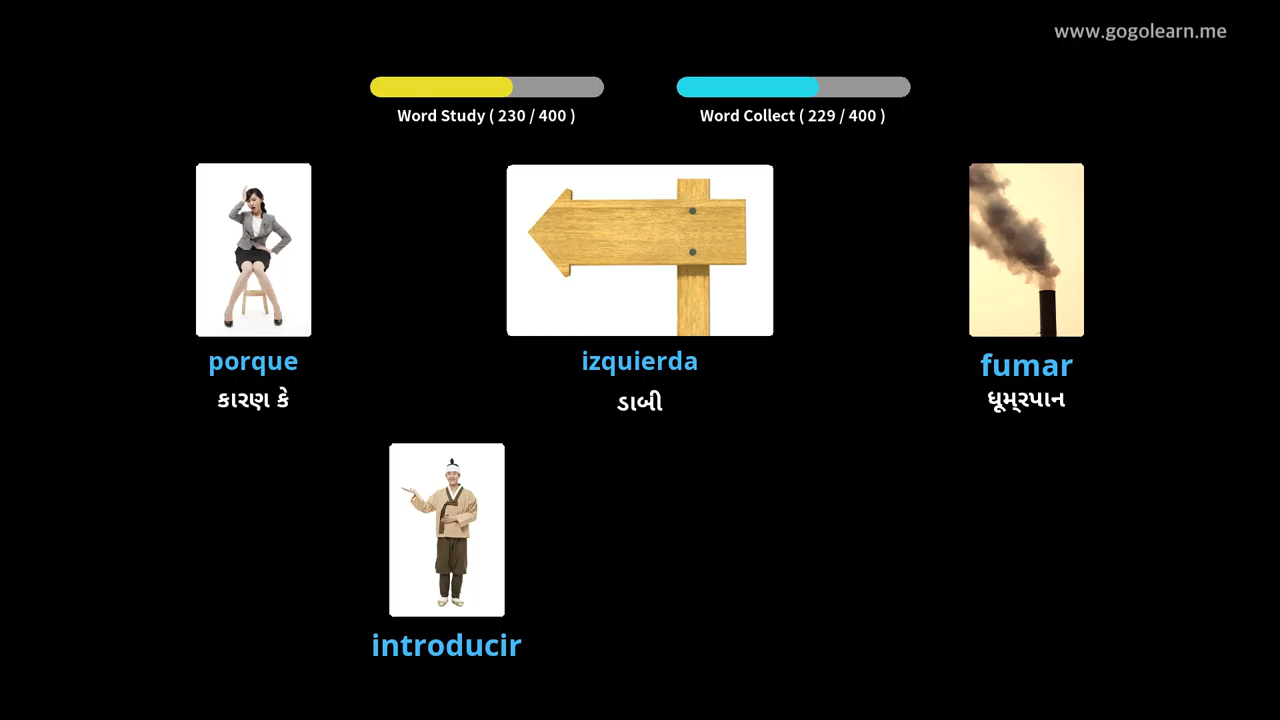 www.gogolearn.me
Word Study ( 230 / 400 )
Word Collect ( 229 / 400 )
porque
izquierda
fumar
કારણ કે
ડાબી
ધૂમ્રપાન
introducir